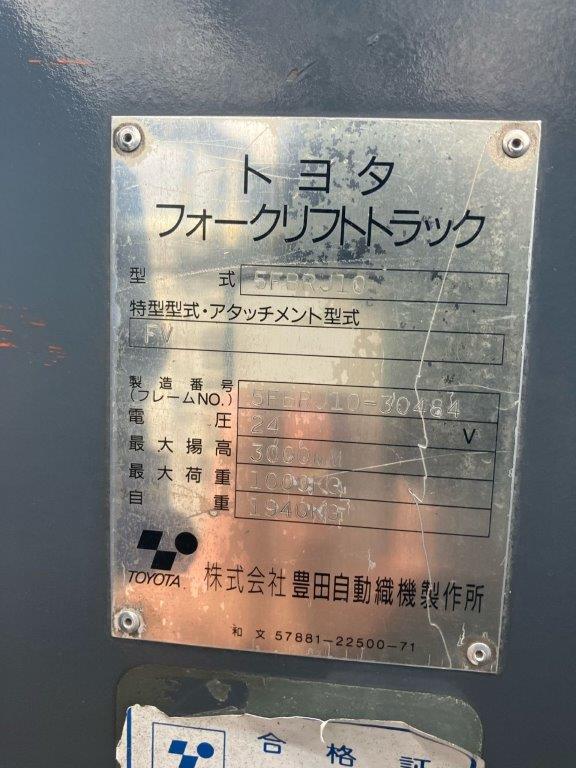 トヨタ
フォークリフトトラック
型 式 5FBRJ10
特型型式・アタッチメント型式
FV
製造番号
(フレームNO.) 5FBRJ10-30484
電 圧 24 V
最大揚高 3000MM
最大荷重 1000KG
自 重 1940KG
TOYOTA 株式会社 豊田自動織機製作所
和文 57881-22500-71
合格証